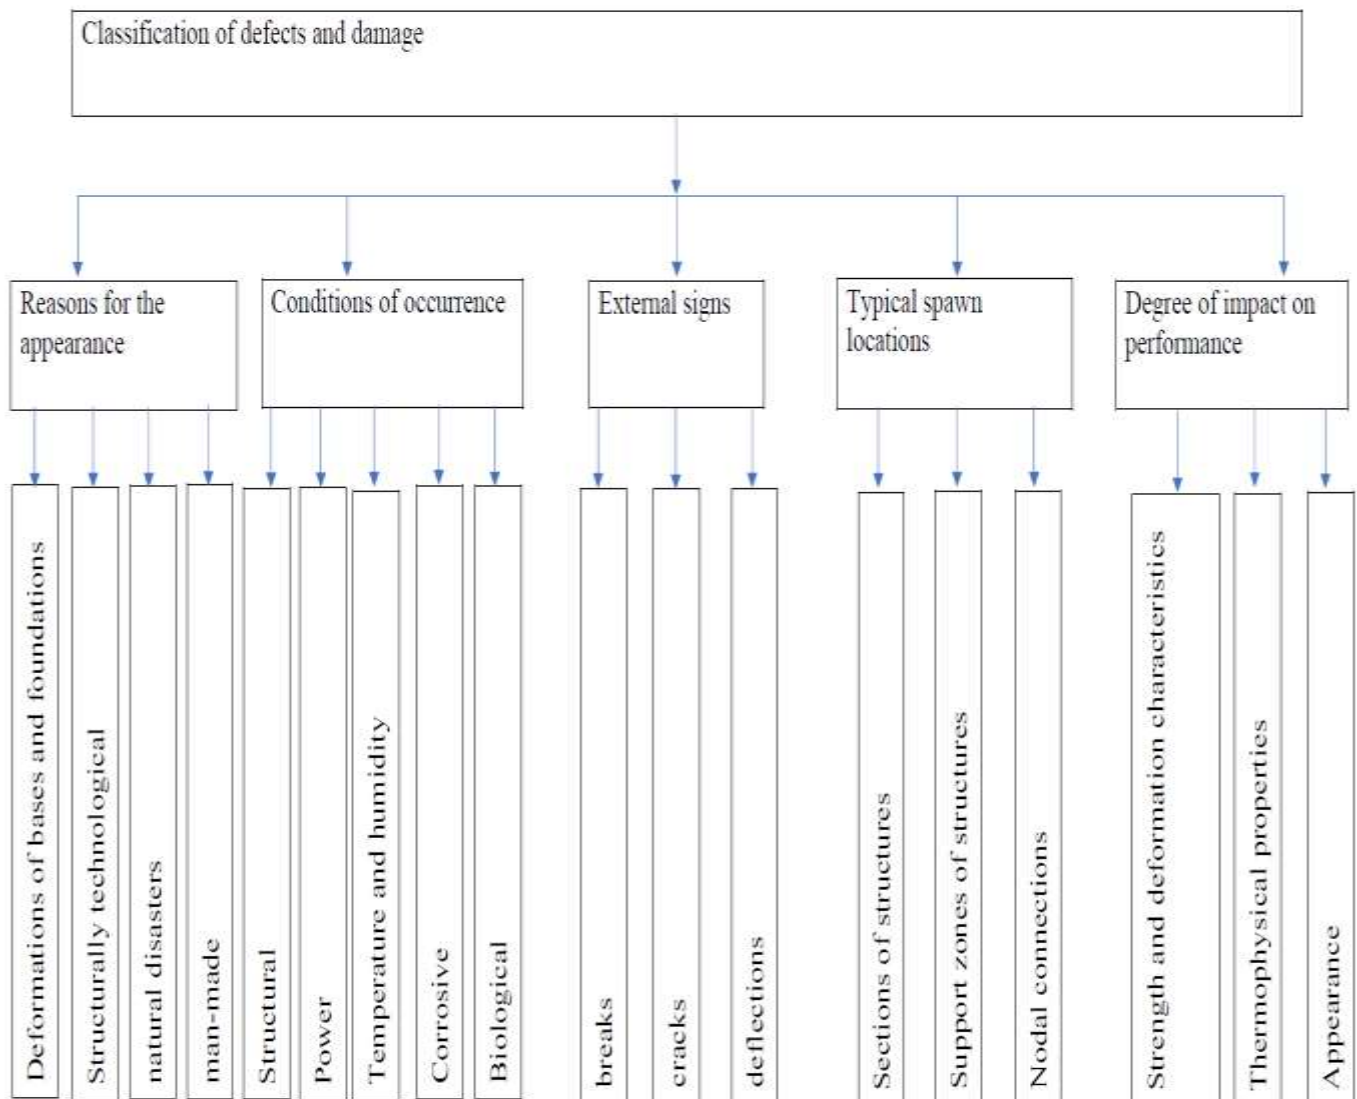 Classification of defects and damage
Reasons for the
appearance
Conditions of occurrence
External signs
Typical spawn
locations
Degree of impact on
performance
Deformations of bases and foundations
Structurally technological
natural disasters
man-made
Structural
Power
Temperature and humidity
Corrosive
Biological
breaks
cracks
deflections
Sections of structures
Support zones of structures
Nodal connections
Strength and deformation characteristics
Thermophysical properties
Appearance